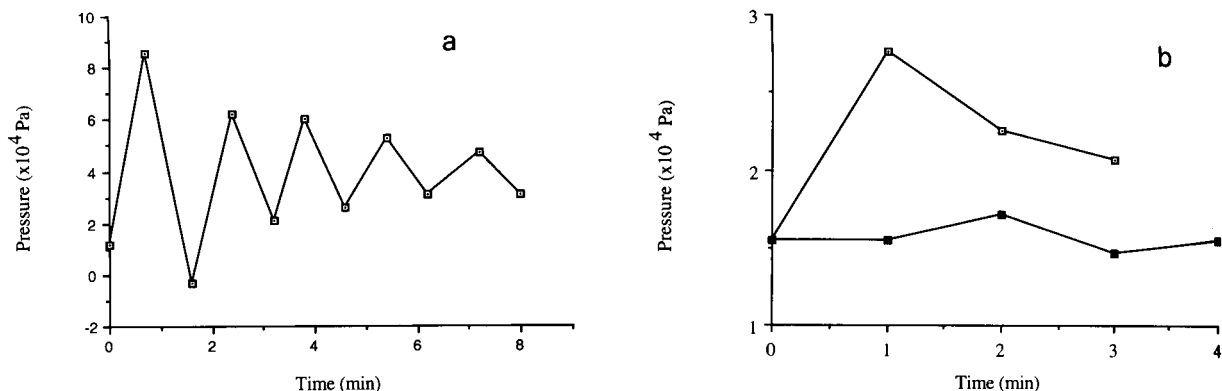 a
10
8
6
4
2
0
-2
Pressure (x10⁴ Pa)
0 2 4 6 8
Time (min)
b
3
2
1
Pressure (x10⁴ Pa)
0 1 2 3 4
Time (min)